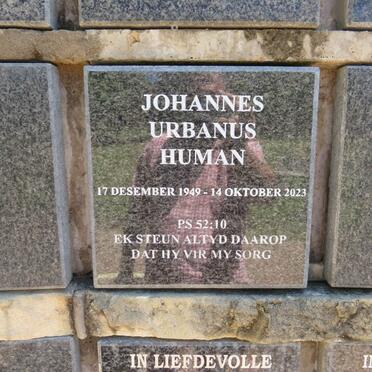 JOHANNES
URBANUS
HUMAN
17 DESEMBER 1949 - 14 OKTOBER 2023
PS 52:10
EK STEUN ALTYD DAAROP
DAT HY VIR MY SORG
IN LIEFDEVOLLE